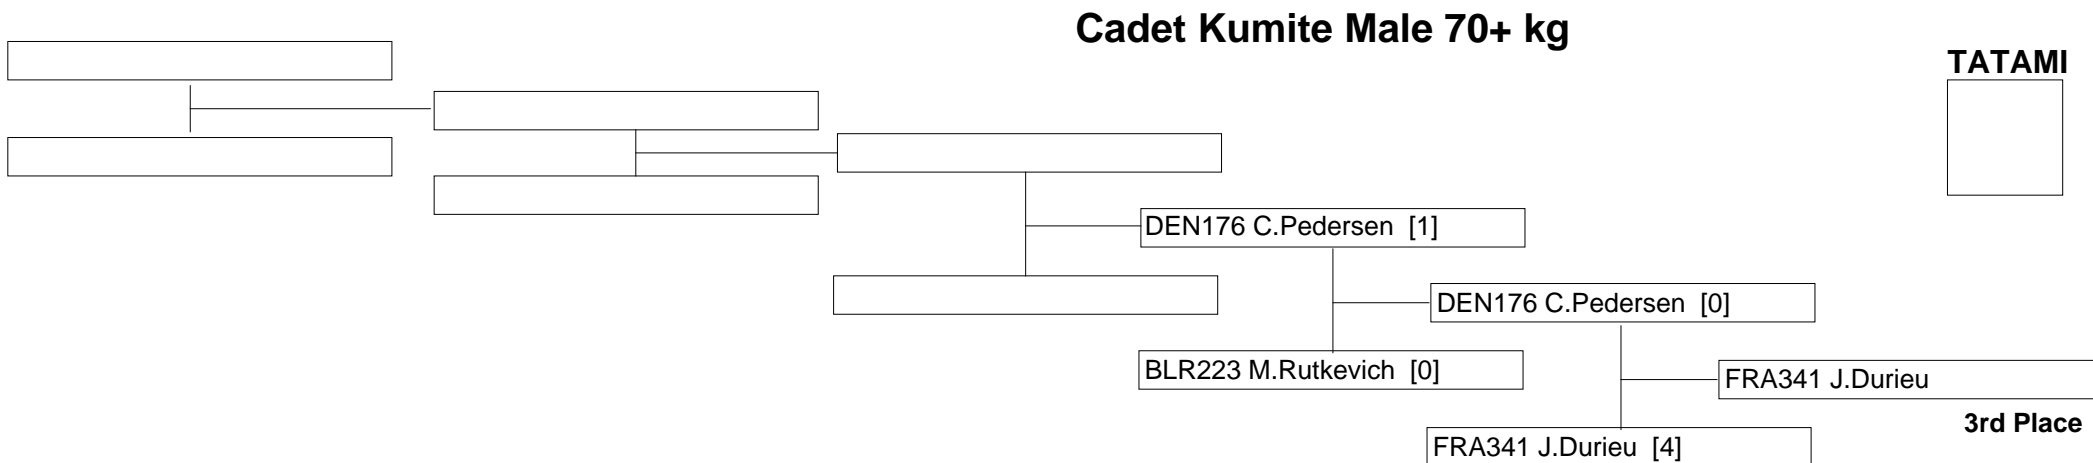 Cadet Kumite Male 70+ kg
TATAMI
DEN176 C.Pedersen [1]
DEN176 C.Pedersen [0]
BLR223 M.Rutkevich [0]
FRA341 J.Durieu
3rd Place
FRA341 J.Durieu [4]